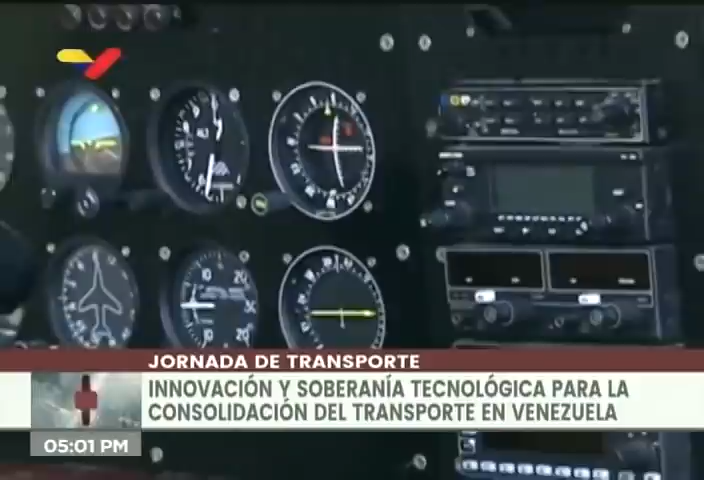 JORNADA DE TRANSPORTE
INNOVACIÓN Y SOBERANÍA TECNOLÓGICA PARA LA
CONSOLIDACIÓN DEL TRANSPORTE EN VENEZUELA
05:01 PM